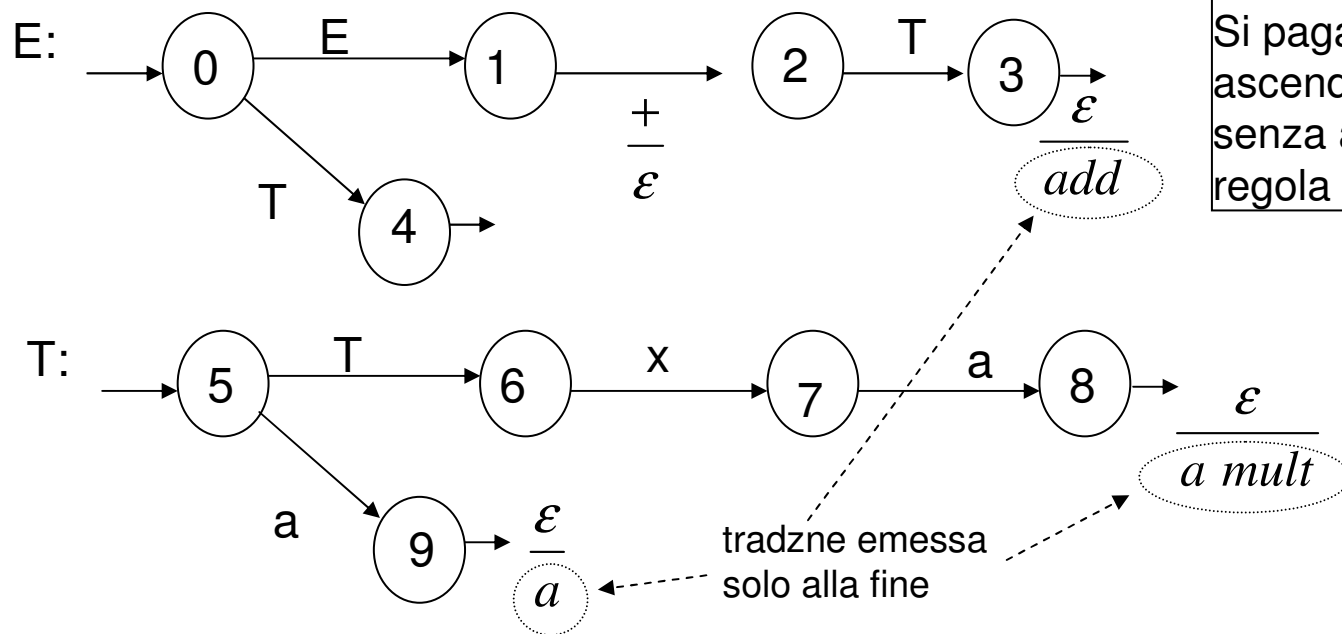 E:
0
E
1
+
ε
2
T
3
ε
add
T
4
Si paga
ascend
senza a
regola
T:
5
T
6
x
7
a
8
ε
a mult
a
9
ε
a
tradzne emessa
solo alla fine